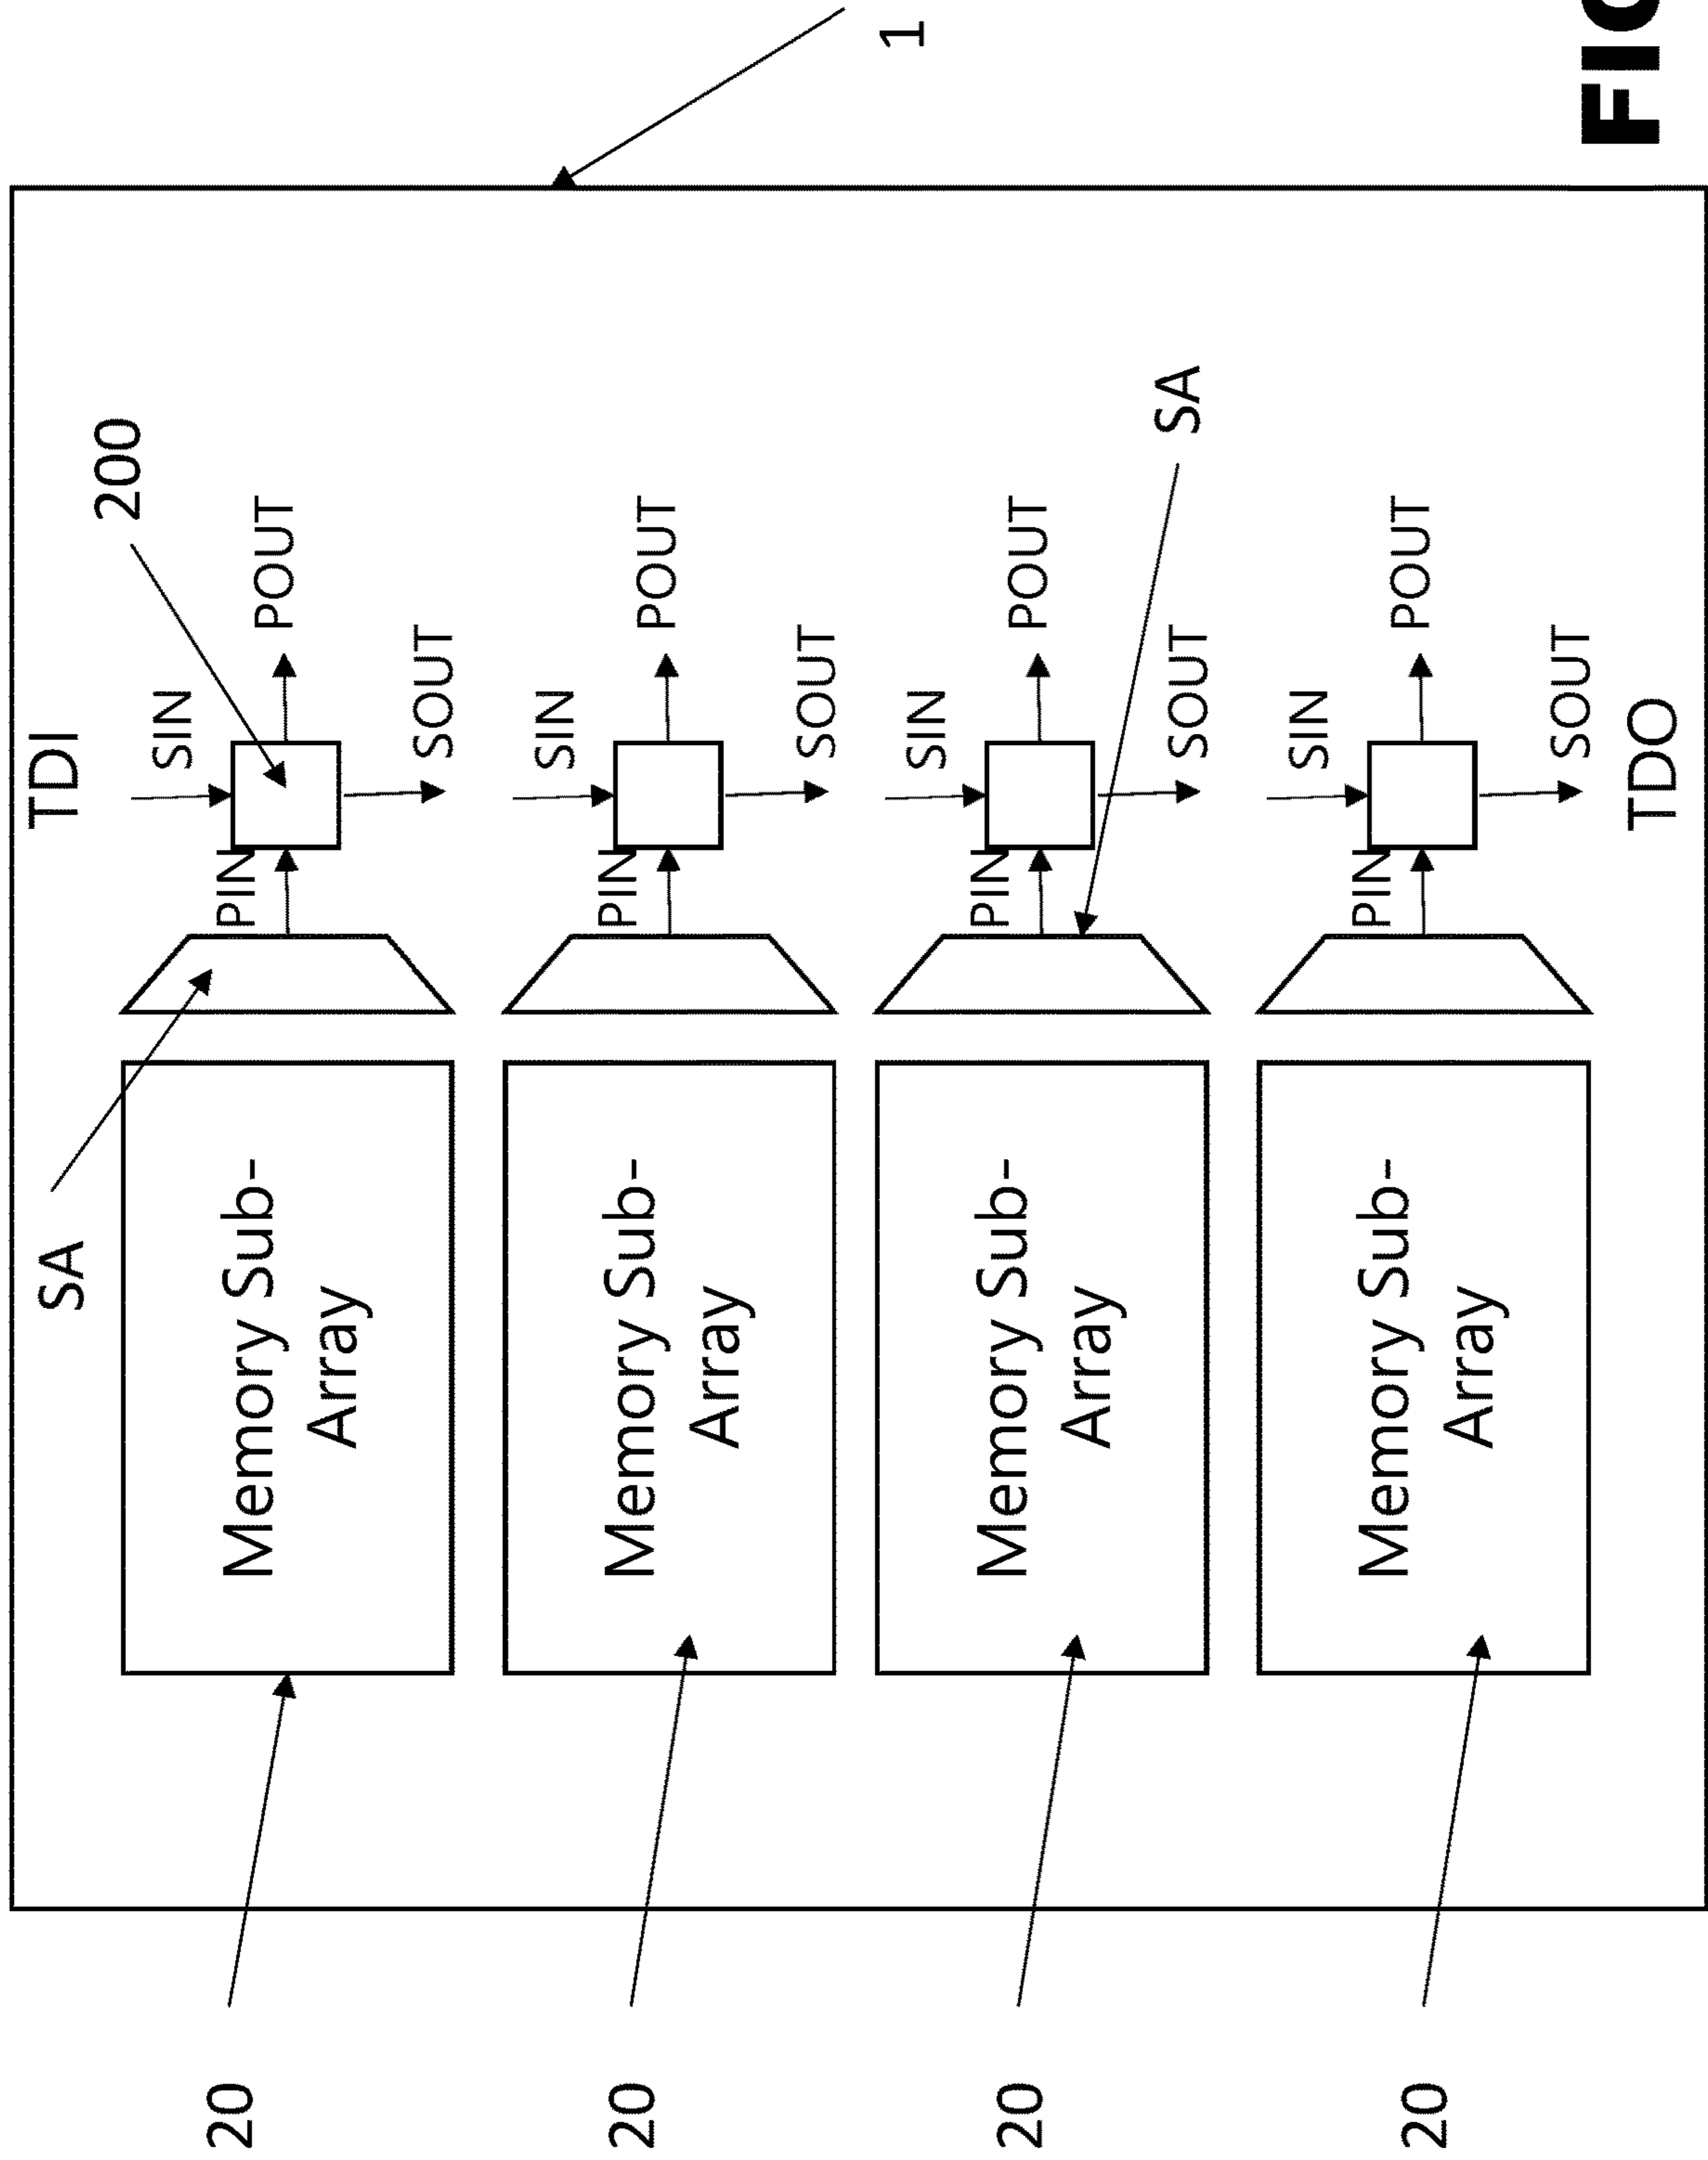 TDI
SA
200
20
Memory Sub-
Array
PIN
SIN
POUT
SOUT
20
Memory Sub-
Array
PIN
SIN
POUT
SOUT
1
20
Memory Sub-
Array
PIN
SIN
POUT
SOUT
SA
20
Memory Sub-
Array
PIN
SIN
POUT
SOUT
TDO
FIG